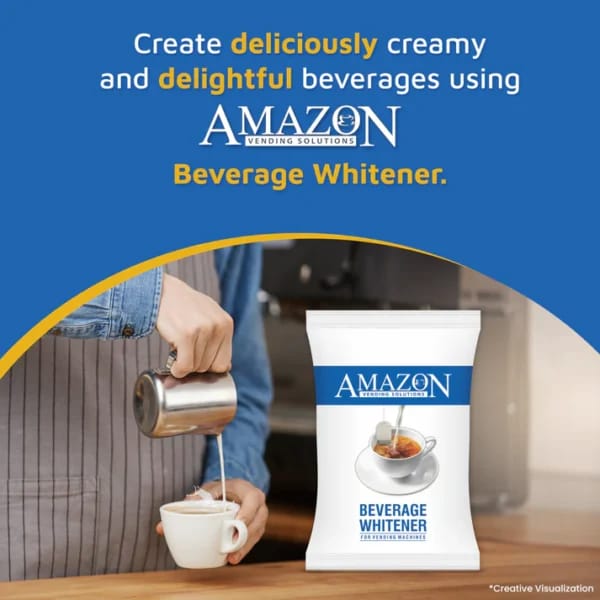 Create deliciously creamy
and delightful beverages using
AMAZON
VENDING SOLUTIONS
Beverage Whitener.
AMAZON
VENDING SOLUTIONS
BEVERAGE
WHITENER
FOR VENDING MACHINES
*Creative Visualization